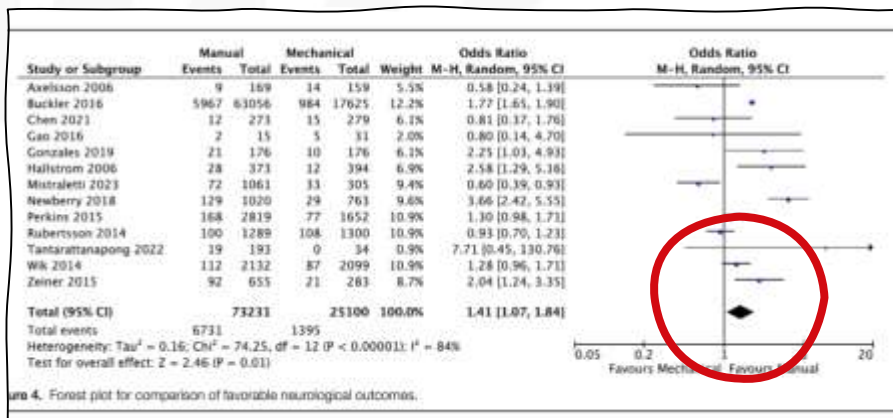 Manual Mechanical Odds Ratio Odds Ratio
Study or Subgroup Events Total Events Total Weight M-H, Random, 95% CI M-H, Random, 95% CI
Axelsson 2006 9 169 14 159 5.5% 0.58 [0.24, 1.39]
Buckler 2016 5967 63056 984 17625 12.2% 1.77 [1.65, 1.90]
Chen 2021 12 273 15 279 6.1% 0.81 [0.37, 1.76]
Gao 2016 2 15 5 31 2.0% 0.80 [0.14, 4.70]
Gonzales 2019 21 176 10 176 6.1% 2.25 [1.03, 4.93]
Hallstrom 2006 28 373 12 394 6.9% 2.58 [1.29, 5.16]
Mistraletti 2023 72 1061 33 305 9.4% 0.60 [0.39, 0.93]
Newberry 2018 129 1020 29 763 9.6% 3.66 [2.42, 5.55]
Perkins 2015 168 2819 77 1652 10.9% 1.30 [0.98, 1.71]
Rubertsson 2014 100 1289 108 1300 10.9% 0.93 [0.70, 1.23]
Tantarattanapong 2022 19 193 0 34 0.9% 7.71 [0.45, 130.76]
Wik 2014 112 2132 87 2099 10.9% 1.28 [0.96, 1.71]
Zeiner 2015 92 655 21 283 8.7% 2.04 [1.24, 3.35]
Total (95% CI) 73231 25100 100.0% 1.41 [1.07, 1.84]
Total events 6731 1395
Heterogeneity: Tau² = 0.16; Chi² = 74.25, df = 12 (P < 0.00001); I² = 84%
Test for overall effect: Z = 2.46 (P = 0.01)
0.05 0.2 1 20
Favours Mechanical Favours Manual
ure 4. Forest plot for comparison of favorable neurological outcomes.